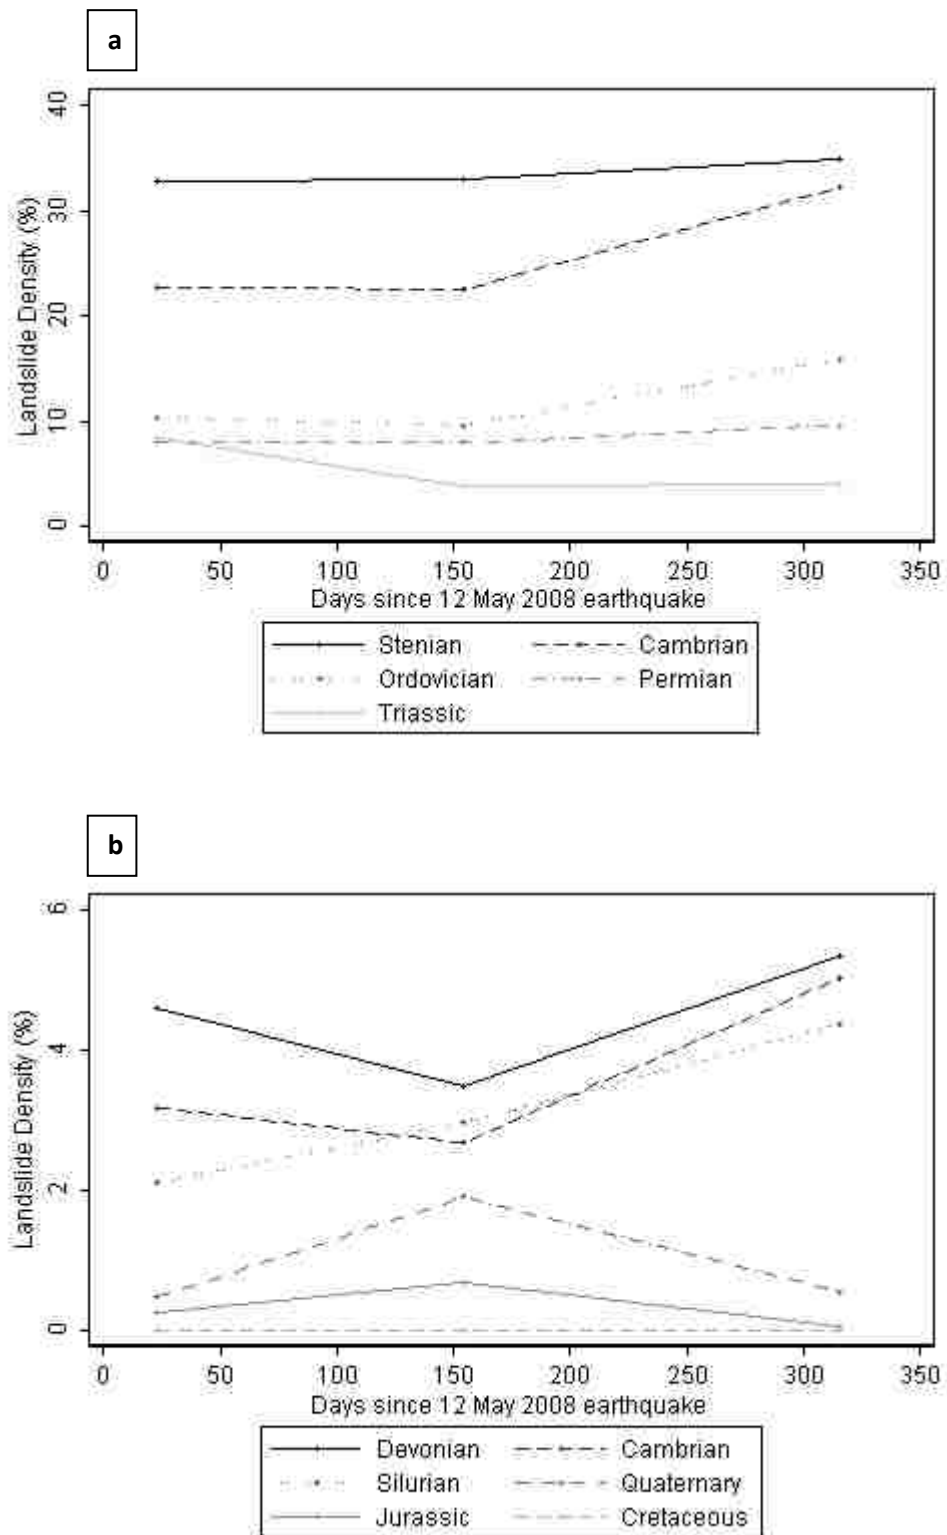 a
40
30
20
10
0
Landslide Density (%)
0 50 100 150 200 250 300 350
Days since 12 May 2008 earthquake
Stenian Cambrian
Ordovician Permian
Triassic
b
6
4
2
0
Landslide Density (%)
0 50 100 150 200 250 300 350
Days since 12 May 2008 earthquake
Devonian Cambrian
Silurian Quaternary
Jurassic Cretaceous